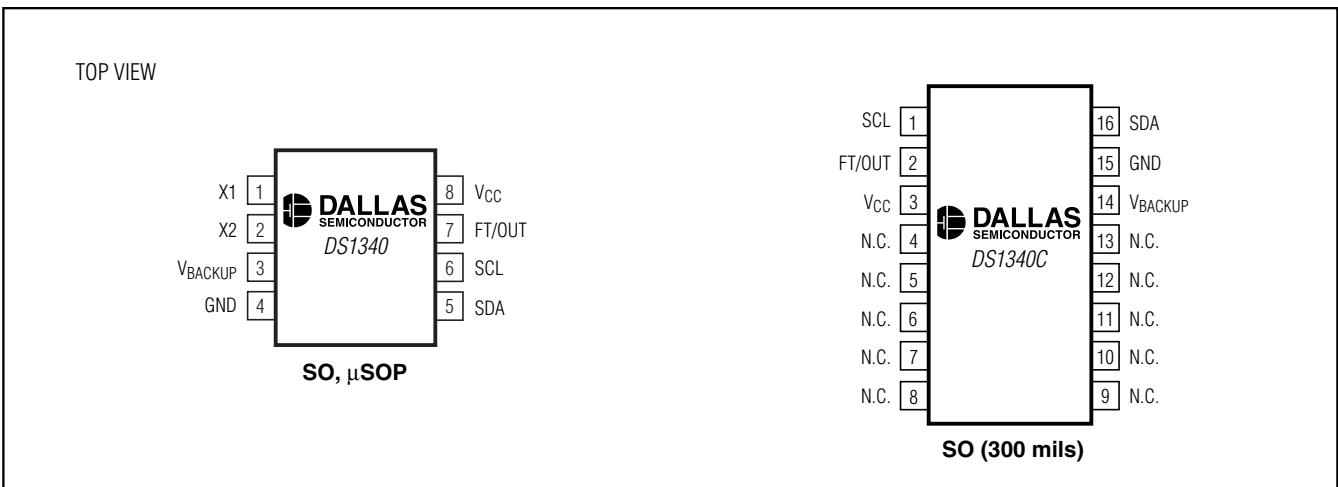 TOP VIEW
X1 1
X2 2
VBACKUP 3
GND 4
8 VCC
7 FT/OUT
6 SCL
5 SDA
DALLAS
SEMICONDUCTOR
DS1340
SO, µSOP
SCL 1
FT/OUT 2
VCC 3
N.C. 4
N.C. 5
N.C. 6
N.C. 7
N.C. 8
16 SDA
15 GND
14 VBACKUP
13 N.C.
12 N.C.
11 N.C.
10 N.C.
9 N.C.
DALLAS
SEMICONDUCTOR
DS1340C
SO (300 mils)